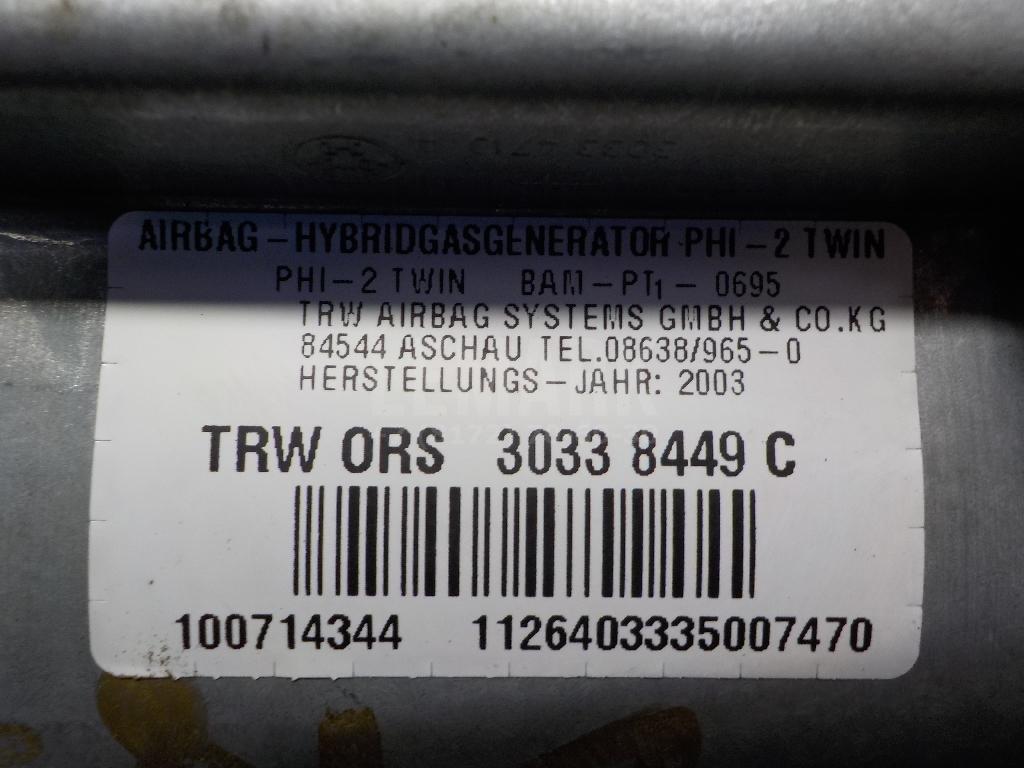 AIRBAG-HYBRIDGASGENERATOR PHI-2 TWIN
PHI-2 TWIN BAM-PT1-0695
TRW AIRBAG SYSTEMS GMBH & CO.KG
84544 ASCHAU TEL.08638/965-0
HERSTELLUNGS-JAHR: 2003
TRW ORS 3033 8449 C
100714344 1126403335007470